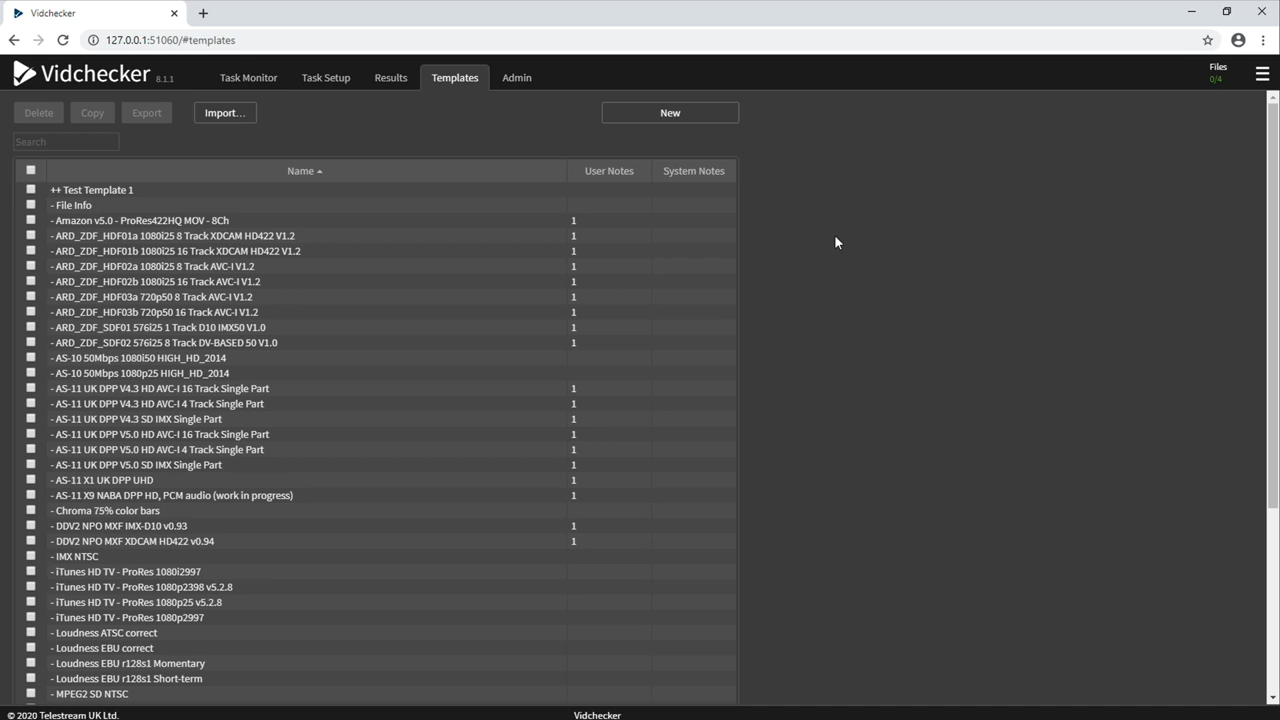 Vidchecker
127.0.0.1:51060/#templates
Vidchecker 8.1.1
Task Monitor
Task Setup
Results
Templates
Admin
Files
0/4
Delete
Copy
Export
Import...
New
Search
Name
User Notes
System Notes
++ Test Template 1
- File Info
- Amazon v5.0 - ProRes422HQ MOV - 8Ch 1
- ARD_ZDF_HDF01a 1080i25 8 Track XDCAM HD422 V1.2 1
- ARD_ZDF_HDF01b 1080i25 16 Track XDCAM HD422 V1.2 1
- ARD_ZDF_HDF02a 1080i25 8 Track AVC-I V1.2 1
- ARD_ZDF_HDF02b 1080i25 16 Track AVC-I V1.2 1
- ARD_ZDF_HDF03a 720p50 8 Track AVC-I V1.2 1
- ARD_ZDF_HDF03b 720p50 16 Track AVC-I V1.2 1
- ARD_ZDF_SDF01 576i25 1 Track D10 IMX50 V1.0 1
- ARD_ZDF_SDF02 576i25 8 Track DV-BASED 50 V1.0 1
- AS-10 50Mbps 1080i50 HIGH_HD_2014
- AS-10 50Mbps 1080p25 HIGH_HD_2014
- AS-11 UK DPP V4.3 HD AVC-I 16 Track Single Part 1
- AS-11 UK DPP V4.3 HD AVC-I 4 Track Single Part 1
- AS-11 UK DPP V4.3 SD IMX Single Part 1
- AS-11 UK DPP V5.0 HD AVC-I 16 Track Single Part 1
- AS-11 UK DPP V5.0 HD AVC-I 4 Track Single Part 1
- AS-11 UK DPP V5.0 SD IMX Single Part 1
- AS-11 X1 UK DPP UHD 1
- AS-11 X9 NABA DPP HD, PCM audio (work in progress) 1
- Chroma 75% color bars
- DDV2 NPO MXF IMX-D10 v0.93 1
- DDV2 NPO MXF XDCAM HD422 v0.94 1
- IMX NTSC
- iTunes HD TV - ProRes 1080i2997
- iTunes HD TV - ProRes 1080p2398 v5.2.8
- iTunes HD TV - ProRes 1080p25 v5.2.8
- iTunes HD TV - ProRes 1080p2997
- Loudness ATSC correct
- Loudness EBU correct
- Loudness EBU r128s1 Momentary
- Loudness EBU r128s1 Short-term
- MPEG2 SD NTSC
© 2020 Telestream UK Ltd.
Vidchecker